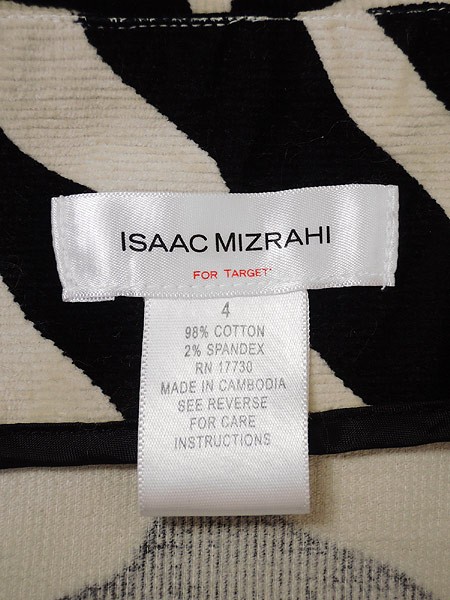 ISAAC MIZRAHI
FOR TARGET
4
98% COTTON
2% SPANDEX
RN 17730
MADE IN CAMBODIA
SEE REVERSE
FOR CARE
INSTRUCTIONS